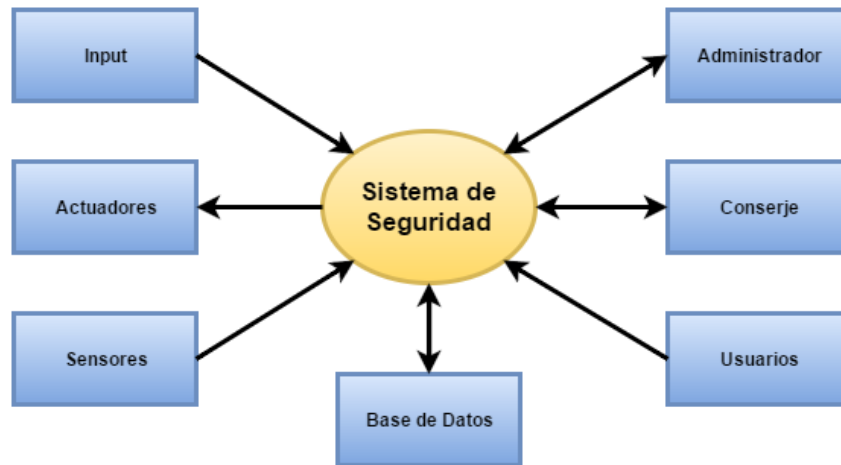 Input
Administrador
Sistema de
Seguridad
Actuadores
Conserje
Sensores
Usuarios
Base de Datos